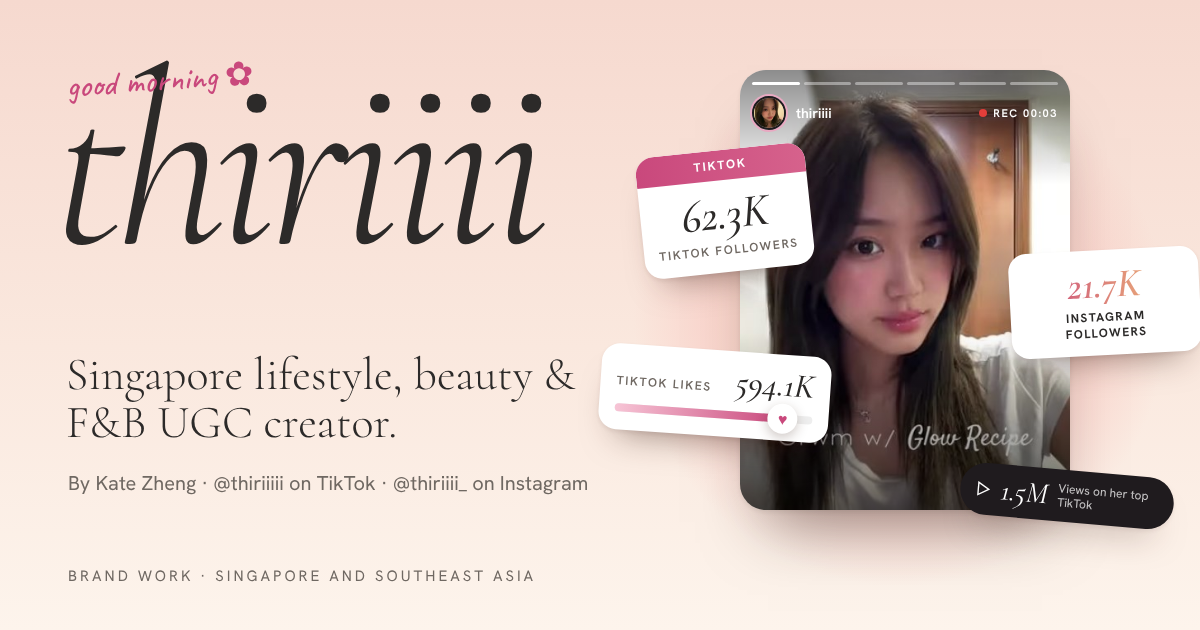 good morning ✿
thiriiii
Singapore lifestyle, beauty &
F&B UGC creator.
By Kate Zheng · @thiriiiii on TikTok · @thiriiii_ on Instagram
BRAND WORK · SINGAPORE AND SOUTHEAST ASIA
thiriiii
REC 00:03
TIKTOK
62.3K
TIKTOK FOLLOWERS
21.7K
INSTAGRAM
FOLLOWERS
TIKTOK LIKES 594.1K
w/ Glow Recipe
1.5M
Views on her top
TikTok